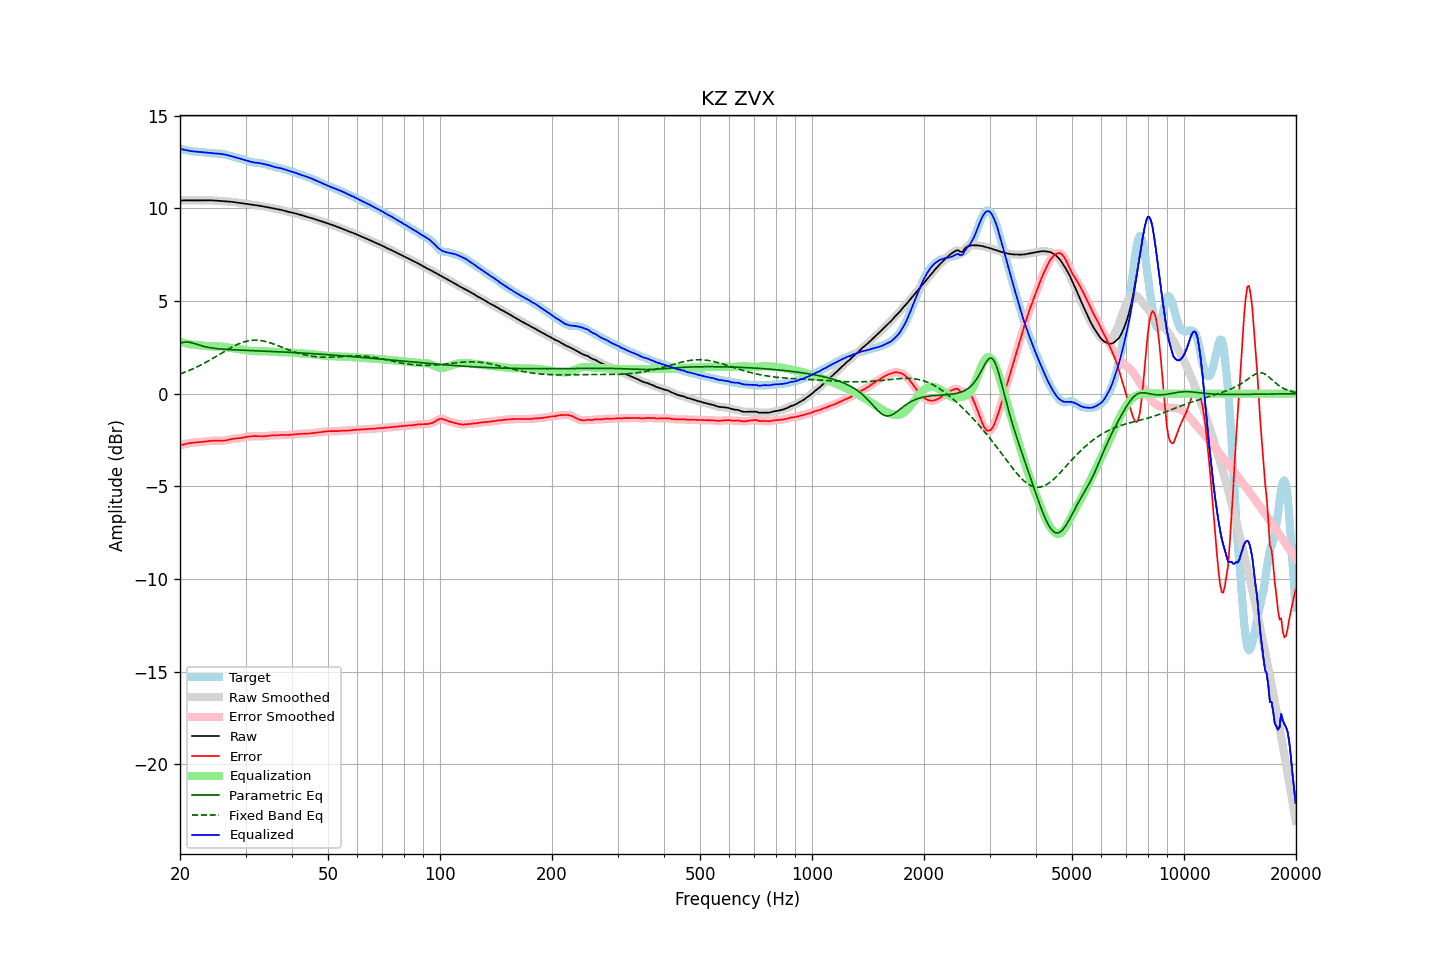 KZ ZVX
15
10
5
0
−5
−10
−15
−20
Amplitude (dBr)
Target
Raw Smoothed
Error Smoothed
Raw
Error
Equalization
Parametric Eq
Fixed Band Eq
Equalized
20 50 100 200 500 1000 2000 5000 10000 20000
Frequency (Hz)